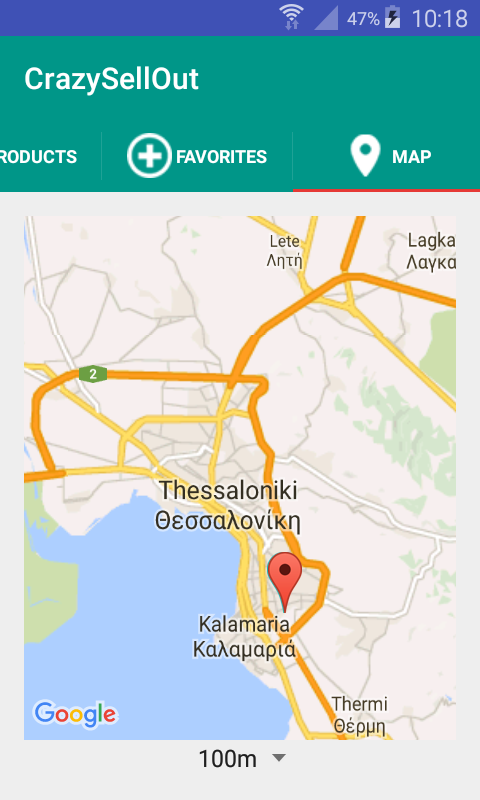 47% 10:18
CrazySellOut
RODUCTS FAVORITES MAP
Lete
Λητή
Lagka
Λαγκα
2
Thessaloniki
Θεσσαλονίκη
Kalamaria
Καλαμαριά
Thermi
Θέρμη
Google
100m